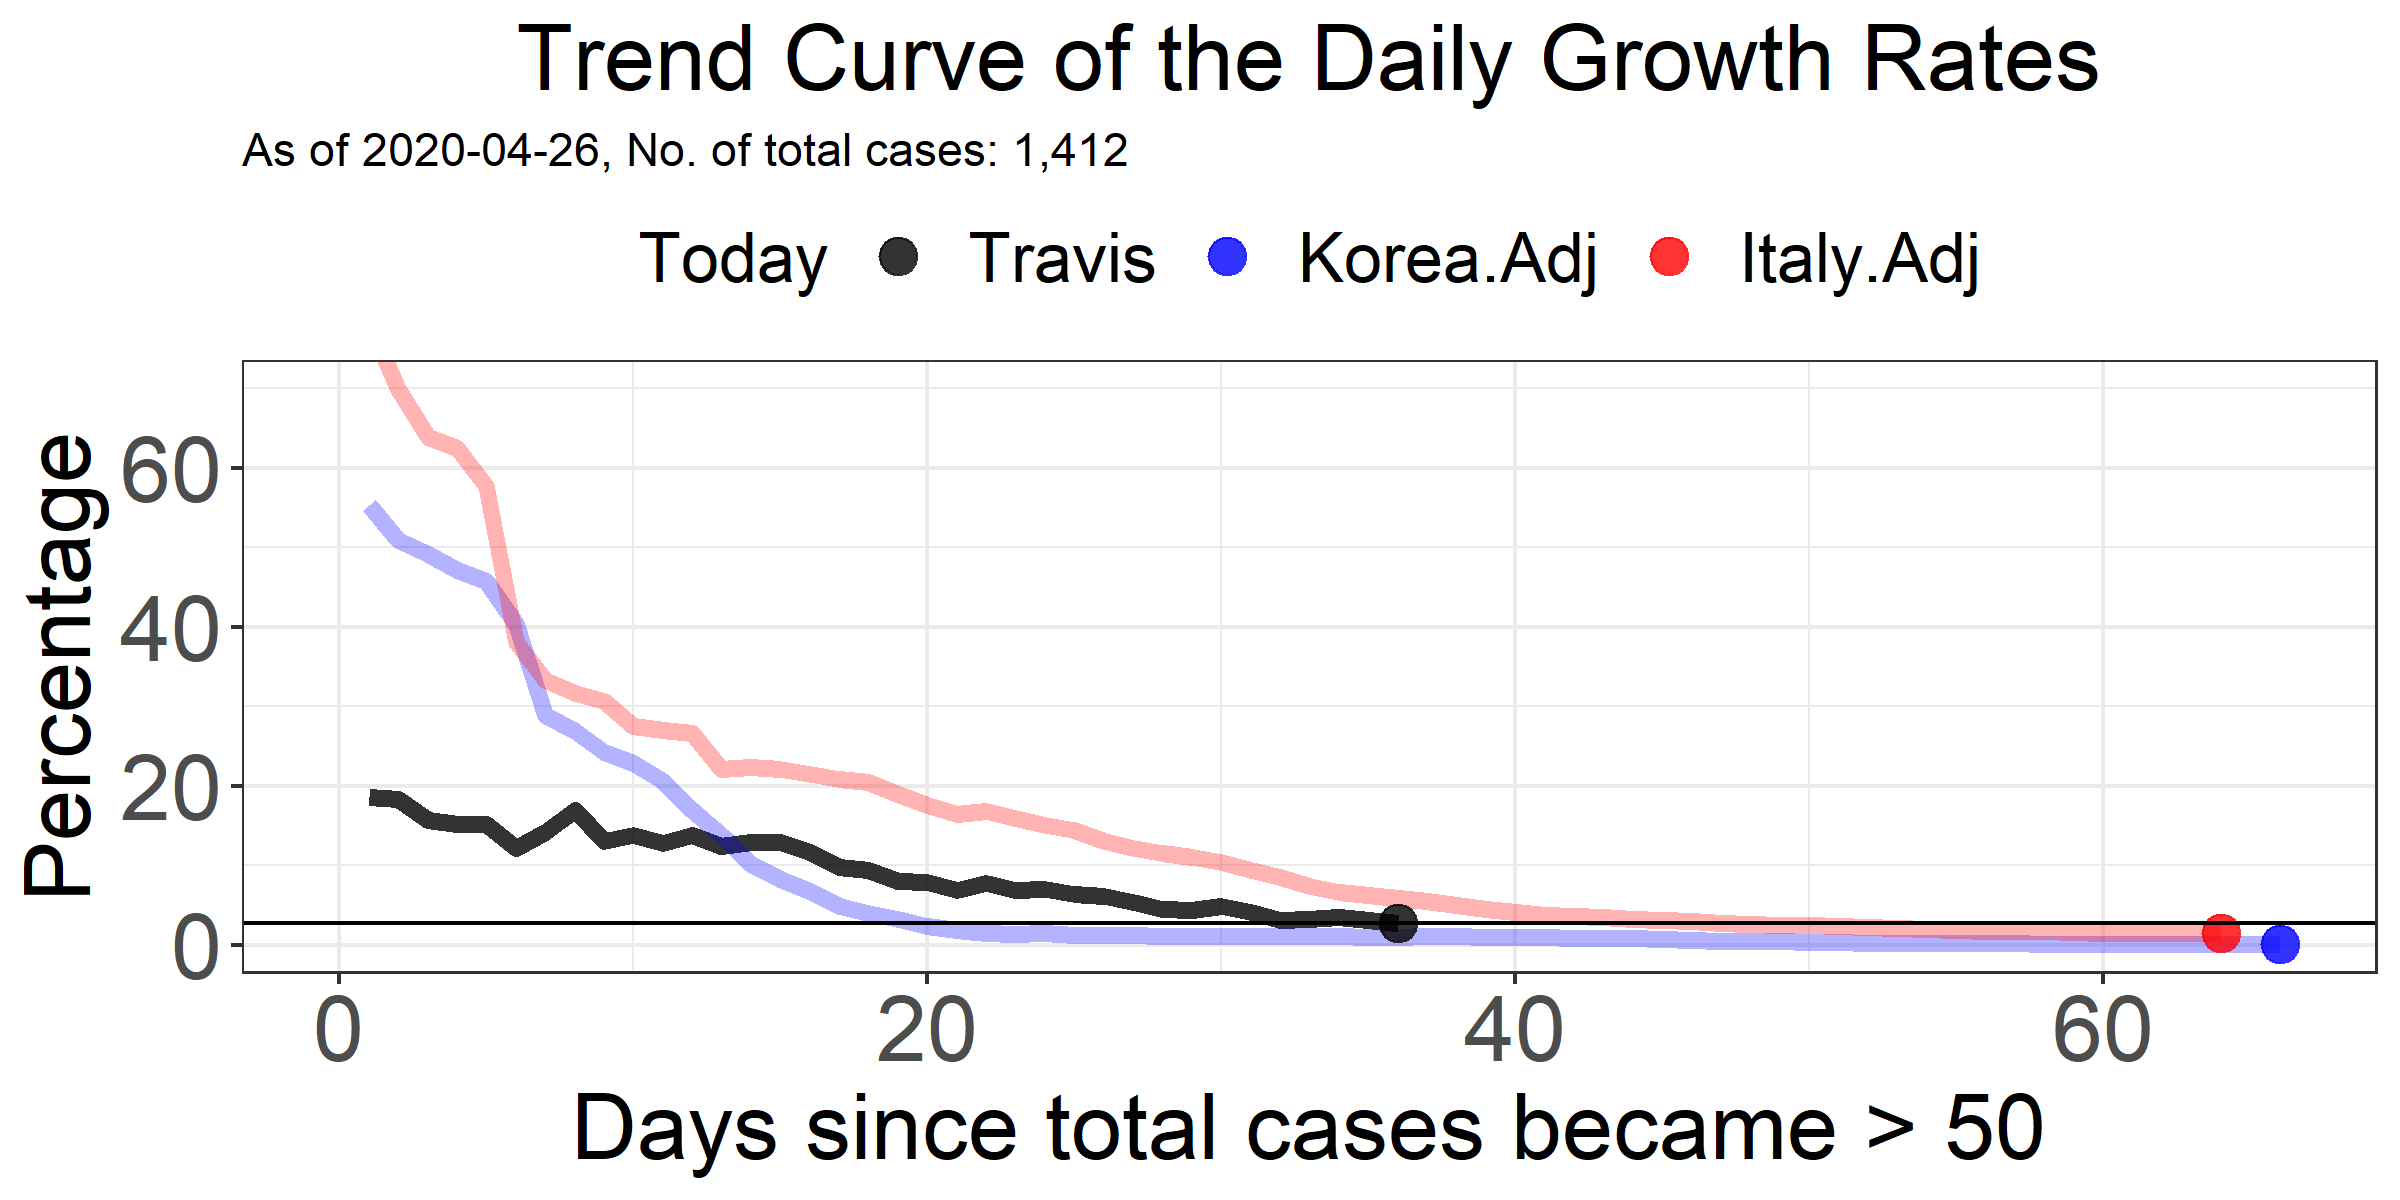 Trend Curve of the Daily Growth Rates
As of 2020-04-26, No. of total cases: 1,412
Today Travis Korea.Adj Italy.Adj
Percentage
60
40
20
0
0 20 40 60
Days since total cases became > 50